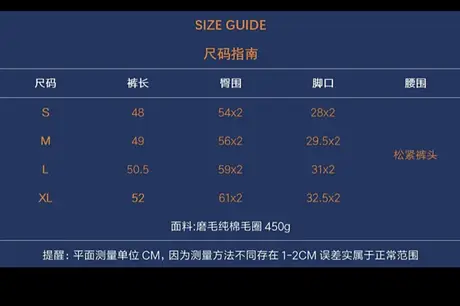 SIZE GUIDE
尺码指南
尺码 裤长 臀围 脚口 腰围
S 48 54x2 28x2
M 49 56x2 29.5x2
松紧裤头
L 50.5 59x2 31x2
XL 52 61x2 32.5x2
面料:磨毛纯棉毛圈 450g
提醒：平面测量单位 CM，因为测量方法不同存在 1-2CM 误差实属于正常范围